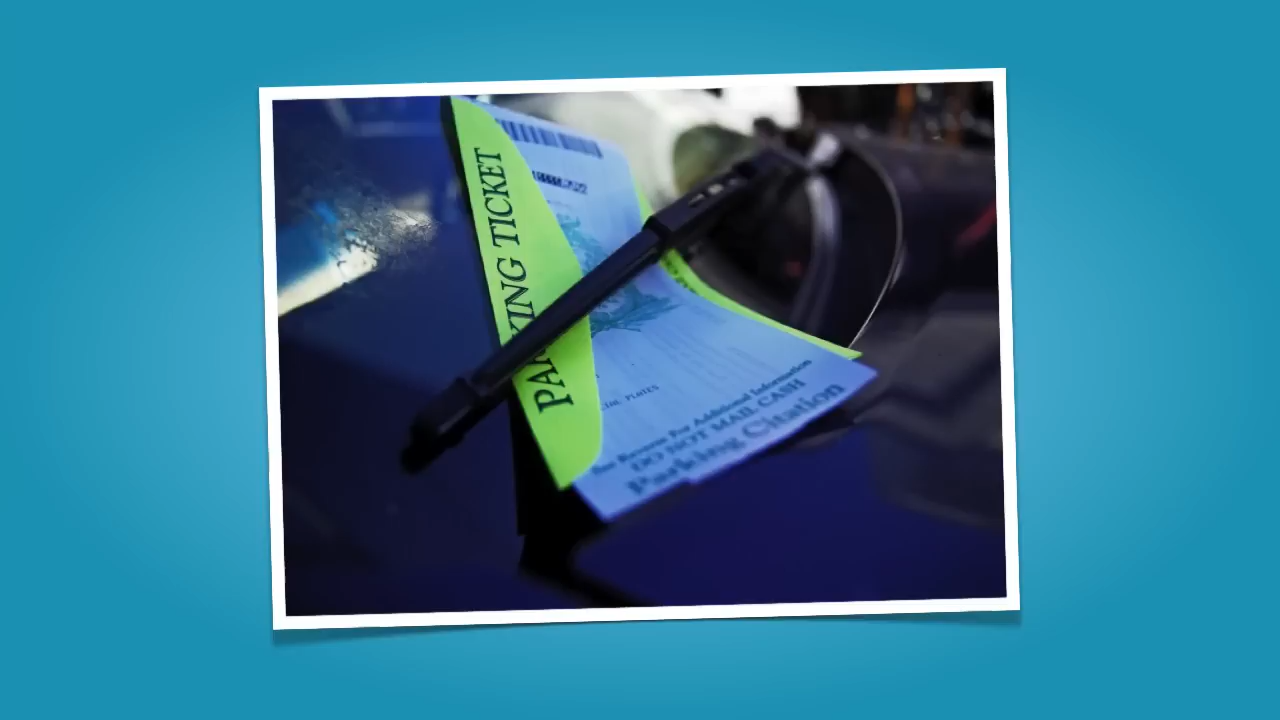 PARKING TICKET
See Reverse For Additional Information
DO NOT MAIL CASH
Parking Citation